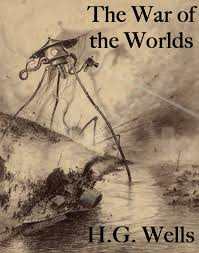 The War of
the Worlds
H.G. Wells